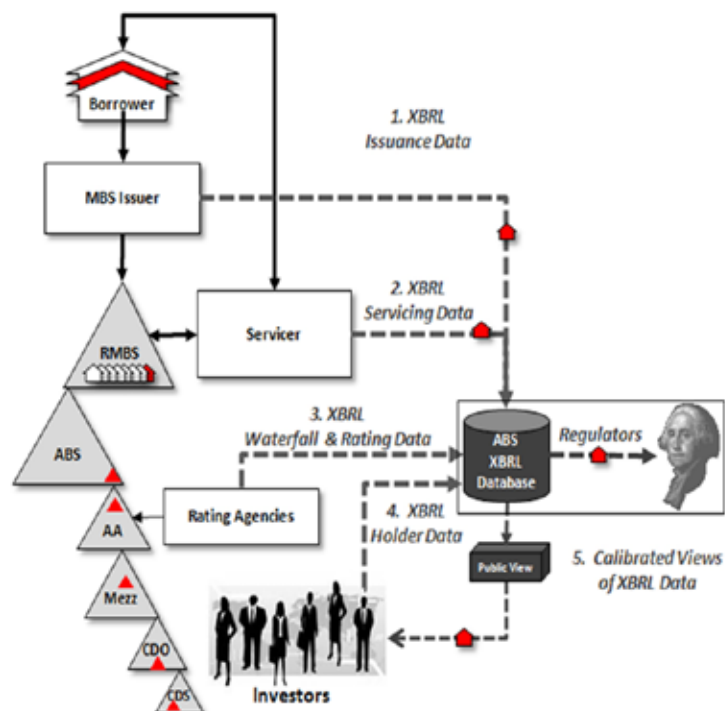 Borrower
1. XBRL
Issuance Data
MBS Issuer
2. XBRL
Servicing Data
Servicer
RMBS
3. XBRL
Waterfall & Rating Data
ABS
ABS
XBRL
Database
Regulators
Rating Agencies
AA
4. XBRL
Holder Data
Public View
5. Calibrated Views
of XBRL Data
Mezz
CDO
CDS
Investors